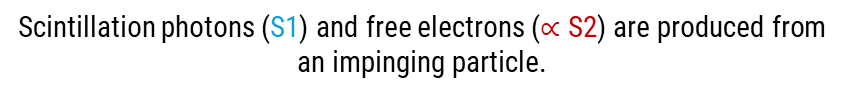 Scintillation photons (S1) and free electrons (∝ S2) are produced from
an impinging particle.